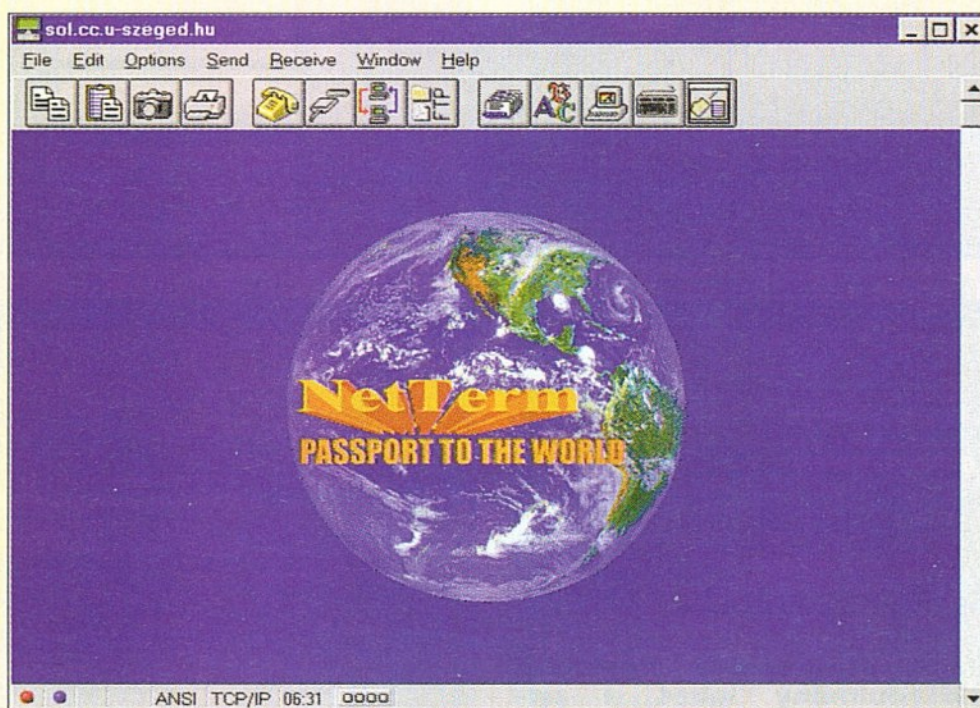 sol.cc.u-szeged.hu
File Edit Options Send Receive Window Help
FTP
NetTerm
PASSPORT TO THE WORLD
ANSI TCP/IP 06:31 0000